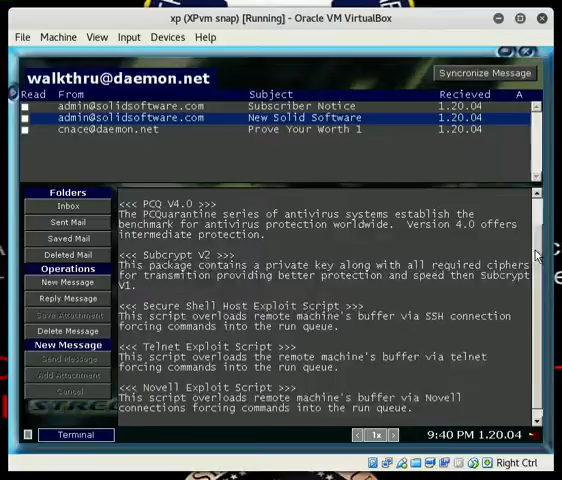 xp (XPvm snap) [Running] - Oracle VM VirtualBox
File Machine View Input Devices Help
walkthru@daemon.net
Syncronize Message
Read From Subject Recieved A
admin@solidsoftware.com Subscriber Notice 1.20.04
admin@solidsoftware.com New Solid Software 1.20.04
cnace@daemon.net Prove Your Worth 1 1.20.04
Folders
Inbox
Sent Mail
Saved Mail
Deleted Mail
Operations
New Message
Reply Message
Save Attachment
Delete Message
New Message
Send Message
Add Attachment
Cancel
<<< PCQ V4.0 >>>
The PCQuarantine series of antivirus systems establish the
benchmark for antivirus protection worldwide. Version 4.0 offers
intermediate protection.
<<< Subcrypt V2 >>>
This package contains a private key along with all required ciphers
for transmition providing better protection and speed then Subcrypt
V1.
<<< Secure Shell Host Exploit Script >>>
This script overloads remote machine's buffer via SSH connection
forcing commands into the run queue.
<<< Telnet Exploit Script >>>
This script overloads the remote machine's buffer via telnet
forcing commands into the run queue.
<<< Novell Exploit Script >>>
This script overloads remote machine's buffer via Novell
connections forcing commands into the run queue.
Terminal
< 1x >
9:40 PM 1.20.04
Right Ctrl